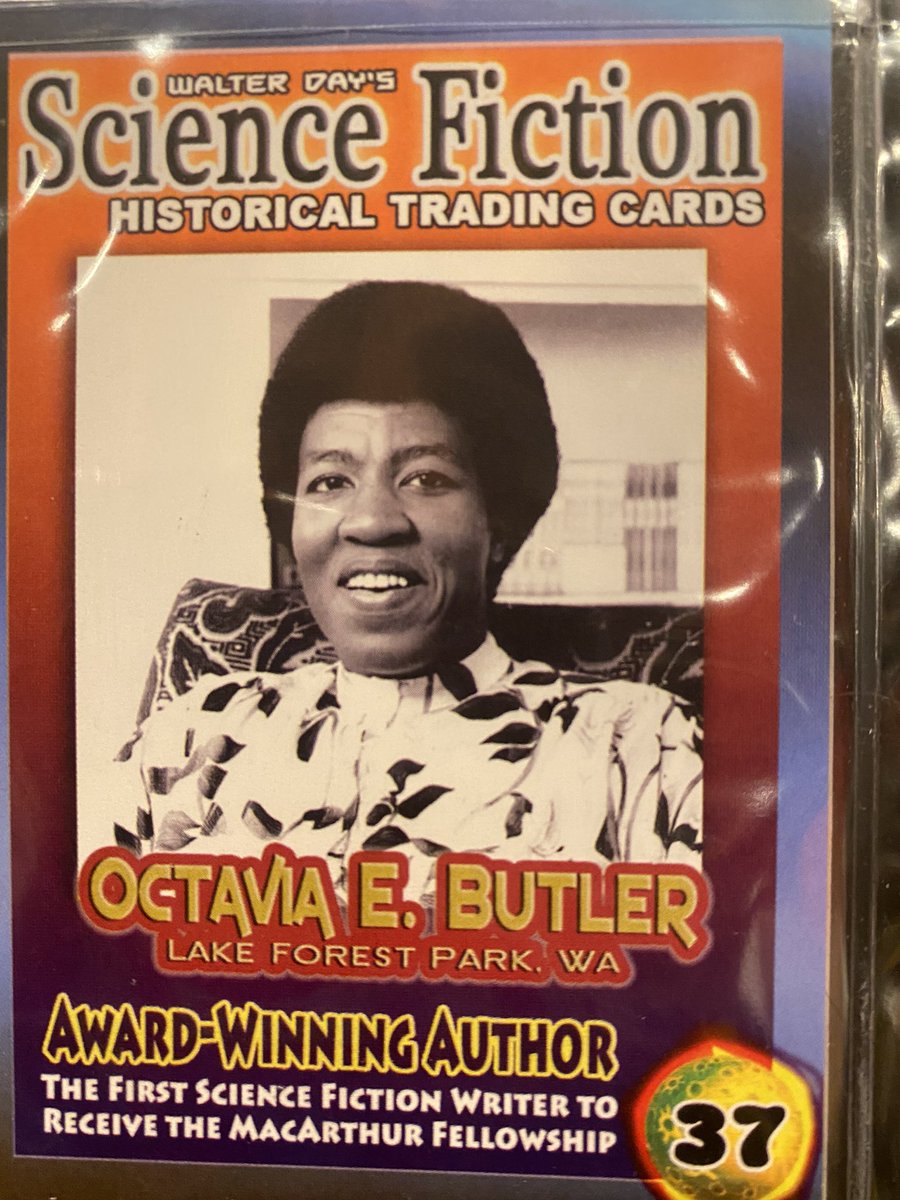 WALTER DAY'S
Science Fiction
HISTORICAL TRADING CARDS
OCTAVIA E. BUTLER
LAKE FOREST PARK, WA
AWARD-WINNING AUTHOR
THE FIRST SCIENCE FICTION WRITER TO
RECEIVE THE MACARTHUR FELLOWSHIP
37